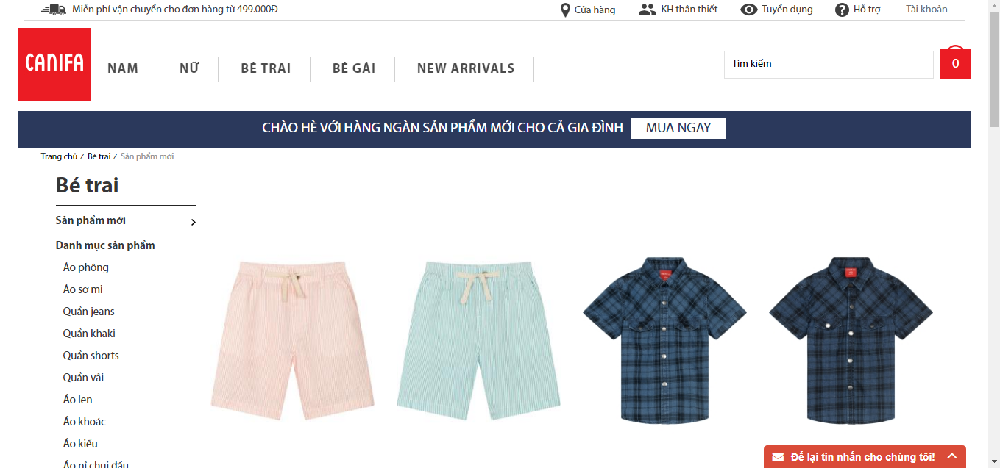 Miễn phí vận chuyển cho đơn hàng từ 499.000Đ
Cửa hàng
KH thân thiết
Tuyển dụng
Hỗ trợ
Tài khoản
CANIFA
NAM
NỮ
BÉ TRAI
BÉ GÁI
NEW ARRIVALS
Tìm kiếm
0
CHÀO HÈ VỚI HÀNG NGÀN SẢN PHẨM MỚI CHO CẢ GIA ĐÌNH MUA NGAY
Trang chủ / Bé trai / Sản phẩm mới
Bé trai
Sản phẩm mới
Danh mục sản phẩm
Áo phông
Áo sơ mi
Quần jeans
Quần khaki
Quần shorts
Quần vải
Áo len
Áo khoác
Áo kiểu
Áo nỉ chui đầu
Để lại tin nhắn cho chúng tôi!